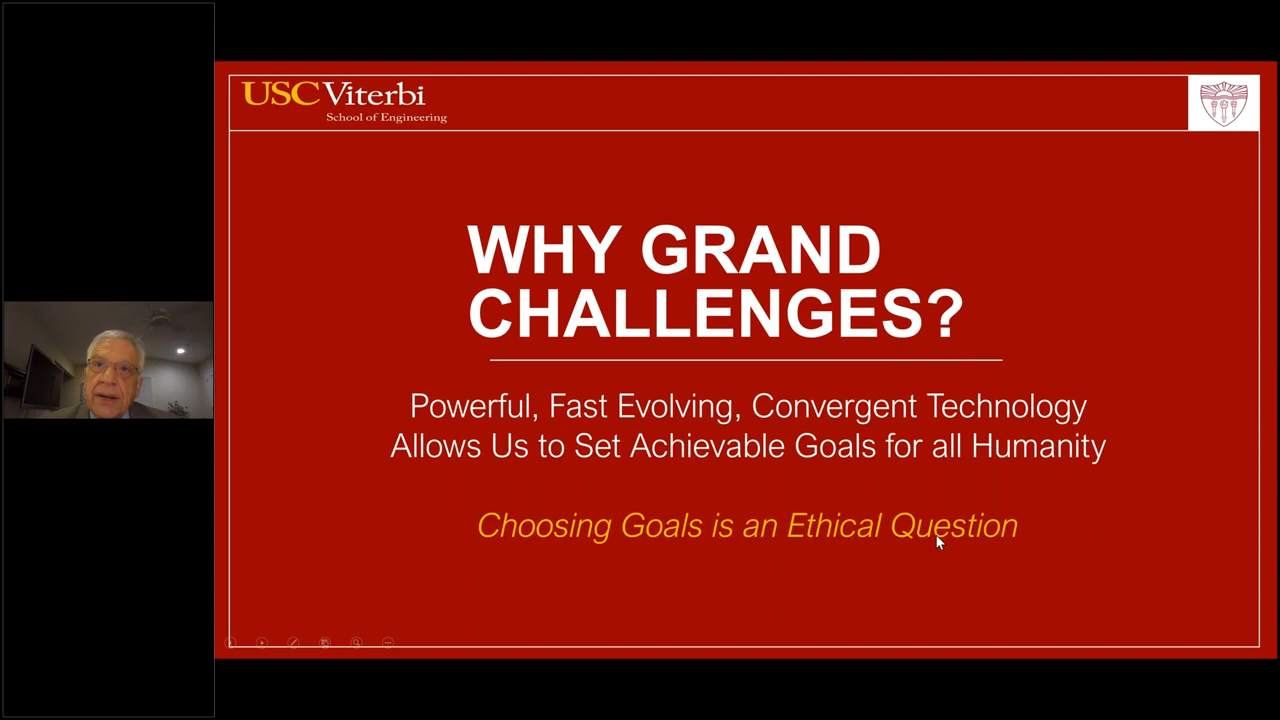 USC Viterbi
School of Engineering
WHY GRAND
CHALLENGES?
Powerful, Fast Evolving, Convergent Technology
Allows Us to Set Achievable Goals for all Humanity
Choosing Goals is an Ethical Question